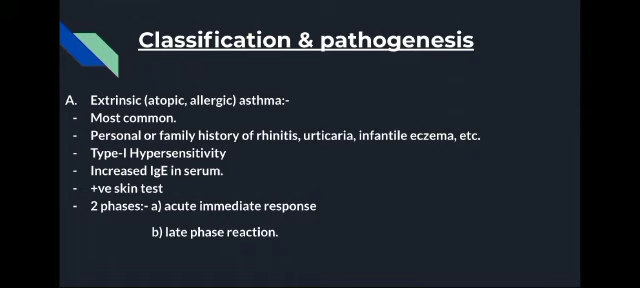 Classification & pathogenesis
A. Extrinsic (atopic, allergic) asthma:-
- Most common.
- Personal or family history of rhinitis, urticaria, infantile eczema, etc.
- Type-I Hypersensitivity
- Increased IgE in serum.
- +ve skin test
- 2 phases:- a) acute immediate response
b) late phase reaction.